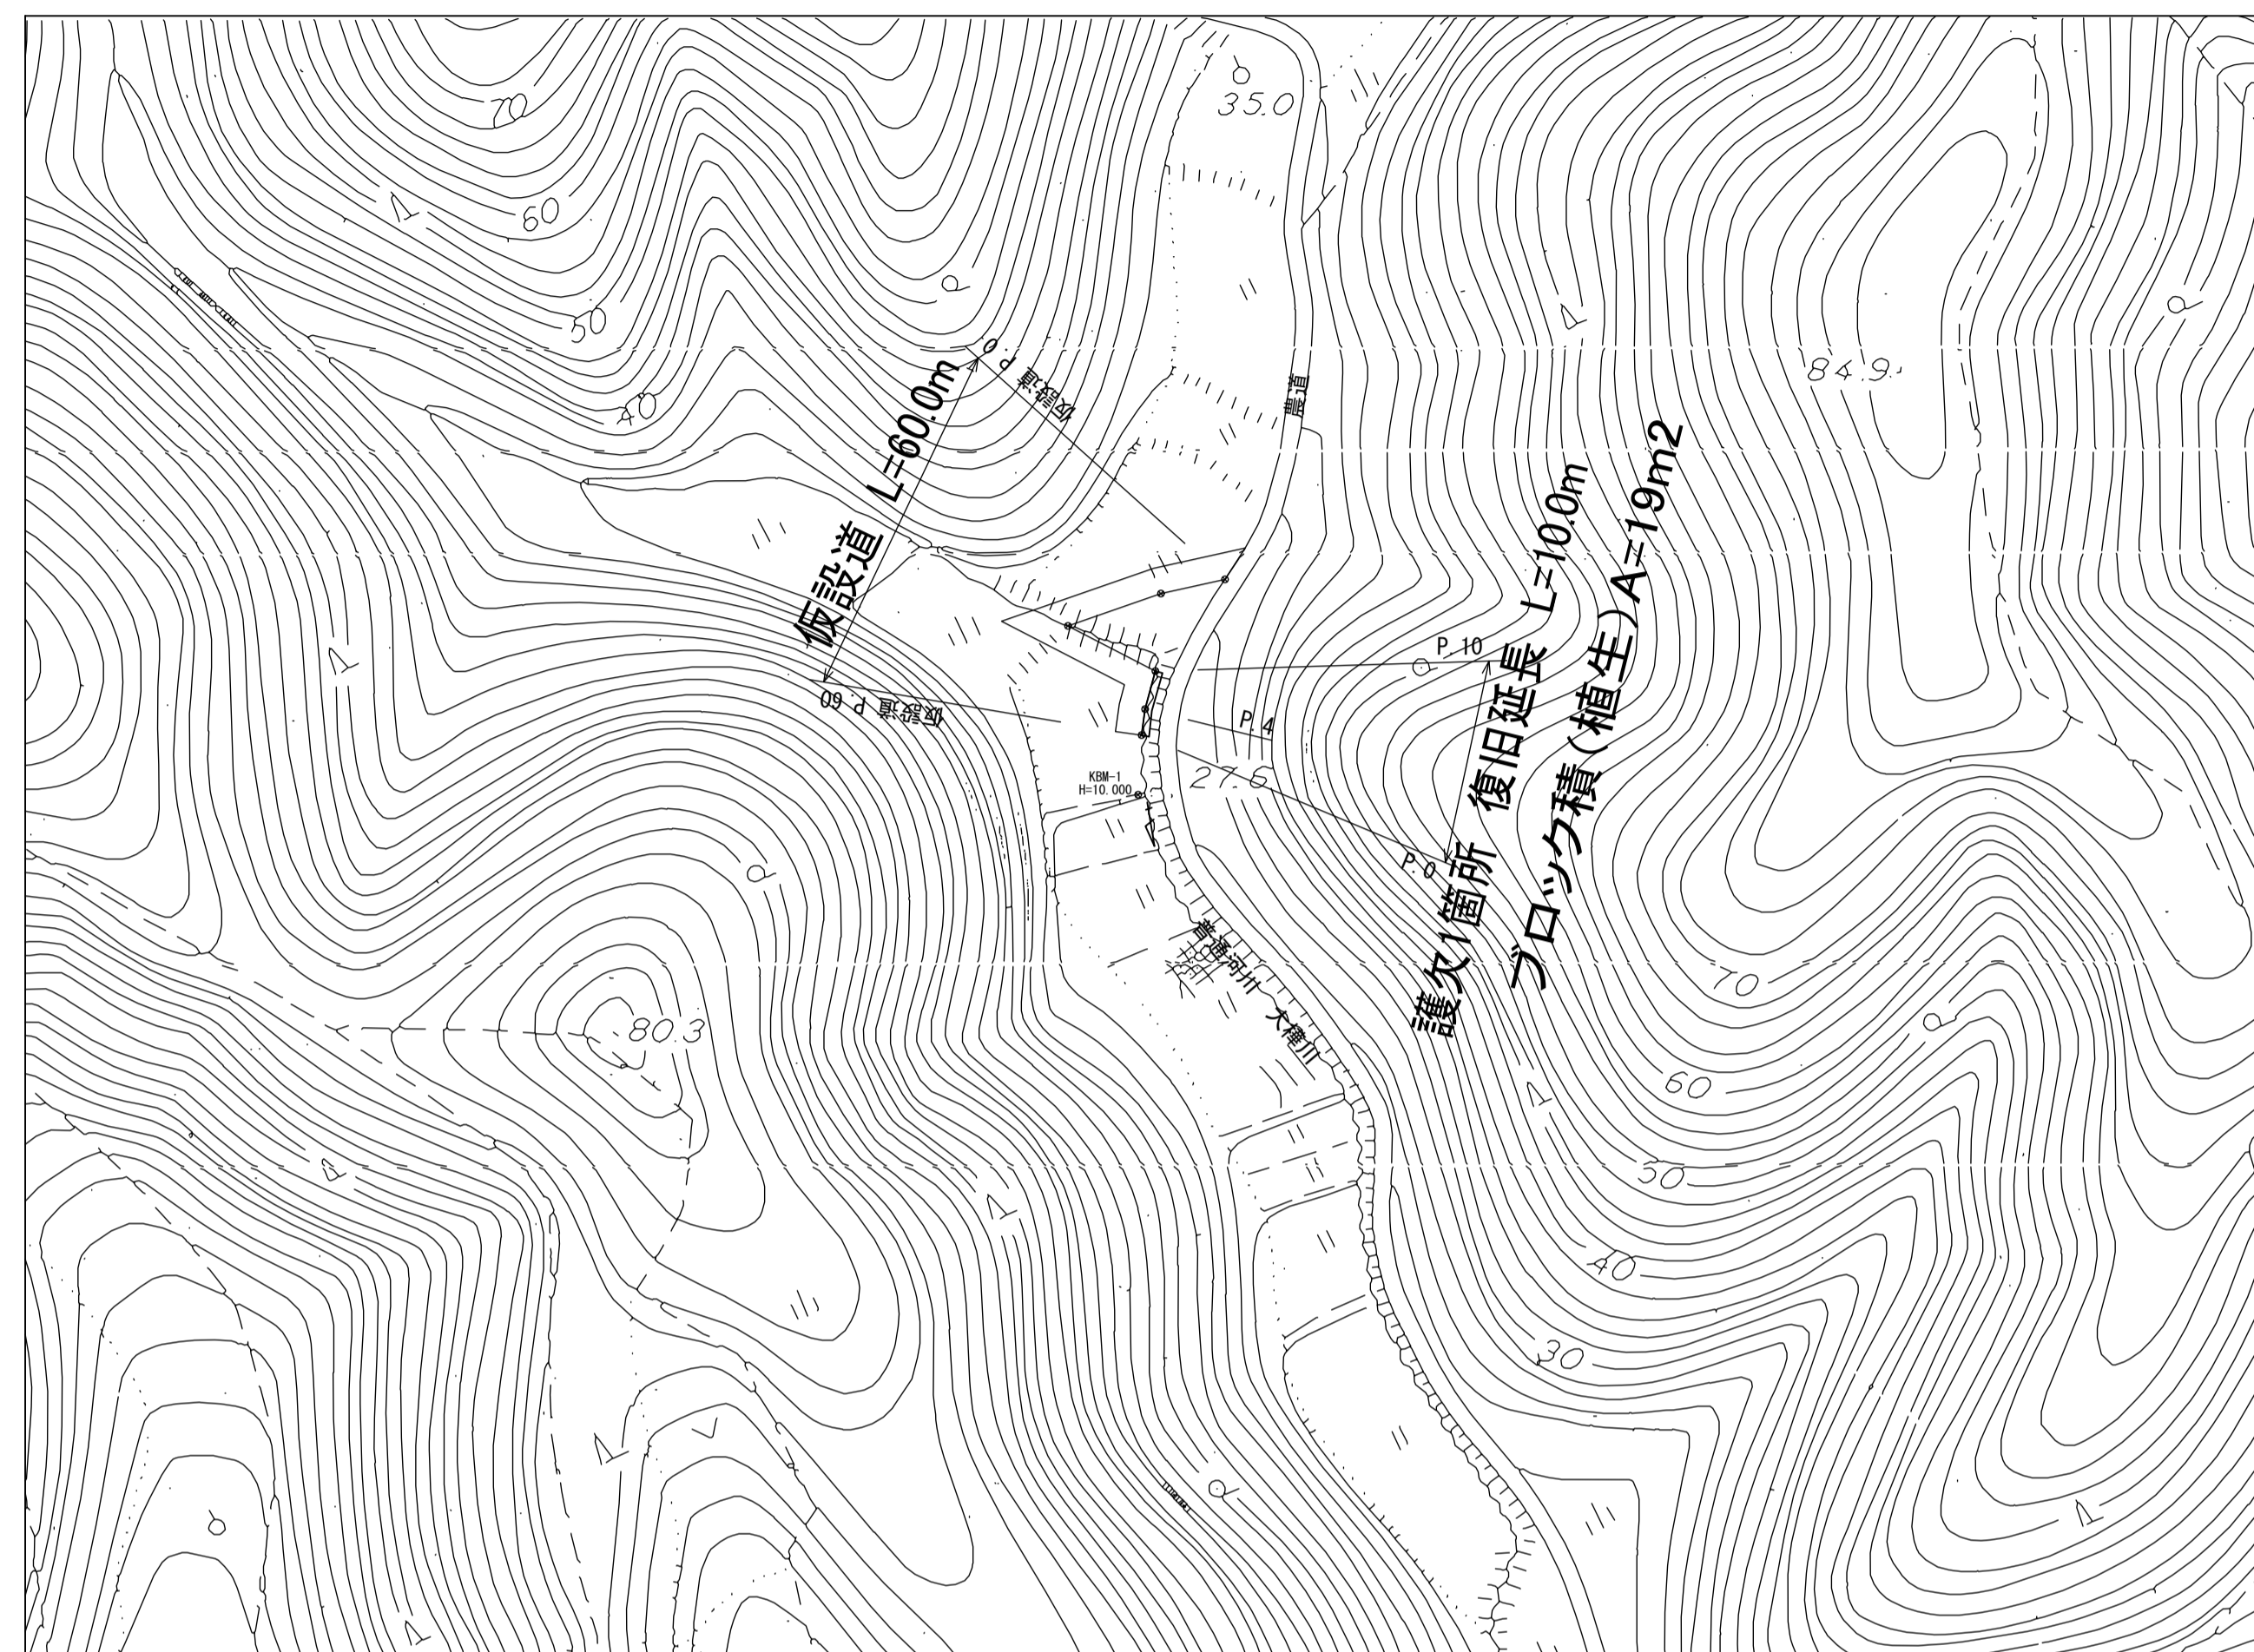 70
35.0
60
50
40
84.9
農道
仮設道 P.0
仮設道 L=60.0m
仮設道 P.60
P.10
P.4
P.0
護欠1箇所 復旧延長 L=10.0m
ブロック積(植生)A=19m2
KBM-1
H=10.000
27.6
普通河川 大樺川
80.3
70
60
50
40
30